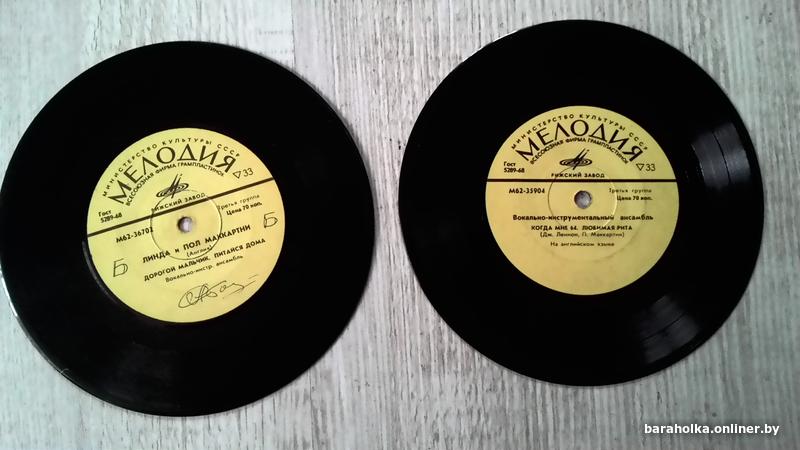 МИНИСТЕРСТВО КУЛЬТУРЫ СССР
МЕЛОДИЯ
ВСЕСОЮЗНАЯ ФИРМА ГРАМПЛАСТИНОК
▽33
РИЖСКИЙ ЗАВОД
Гост
5289-68
Третья группа
Цена 70 коп.
М62-36702
ЛИНДА и ПОЛ МАККАРТНИ
(Англия)
ДОРОГОЙ МАЛЬЧИК. ПИТАЙСЯ ДОМА
Вокально-инстр. ансамбль
Б
Б
МИНИСТЕРСТВО КУЛЬТУРЫ СССР
МЕЛОДИЯ
ВСЕСОЮЗНАЯ ФИРМА ГРАМПЛАСТИНОК
▽33
Гост
5289-68
РИЖСКИЙ ЗАВОД
М62-35904
Третья группа
Цена 70 коп.
Вокально-инструментальный ансамбль
КОГДА МНЕ 64. ЛЮБИМАЯ РИТА
(Дж. Леннон, П. Маккартни)
На английском языке
baraholka.onliner.by